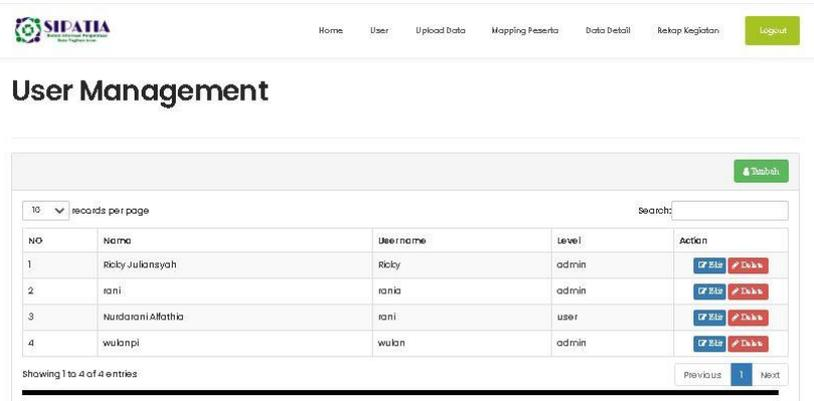 SIPATIA
Home User Upload Data Mapping Peserta Data Detail Rekap Kegiatan Logout
User Management
Tambah
10 records per page Search:
NO Nama Username Level Action
1 Ricky Juliansyah Ricky admin Edit Delete
2 rani rania admin Edit Delete
3 Nurdarani Alfathia rani user Edit Delete
4 wulanpi wulan admin Edit Delete
Showing 1 to 4 of 4 entries Previous 1 Next